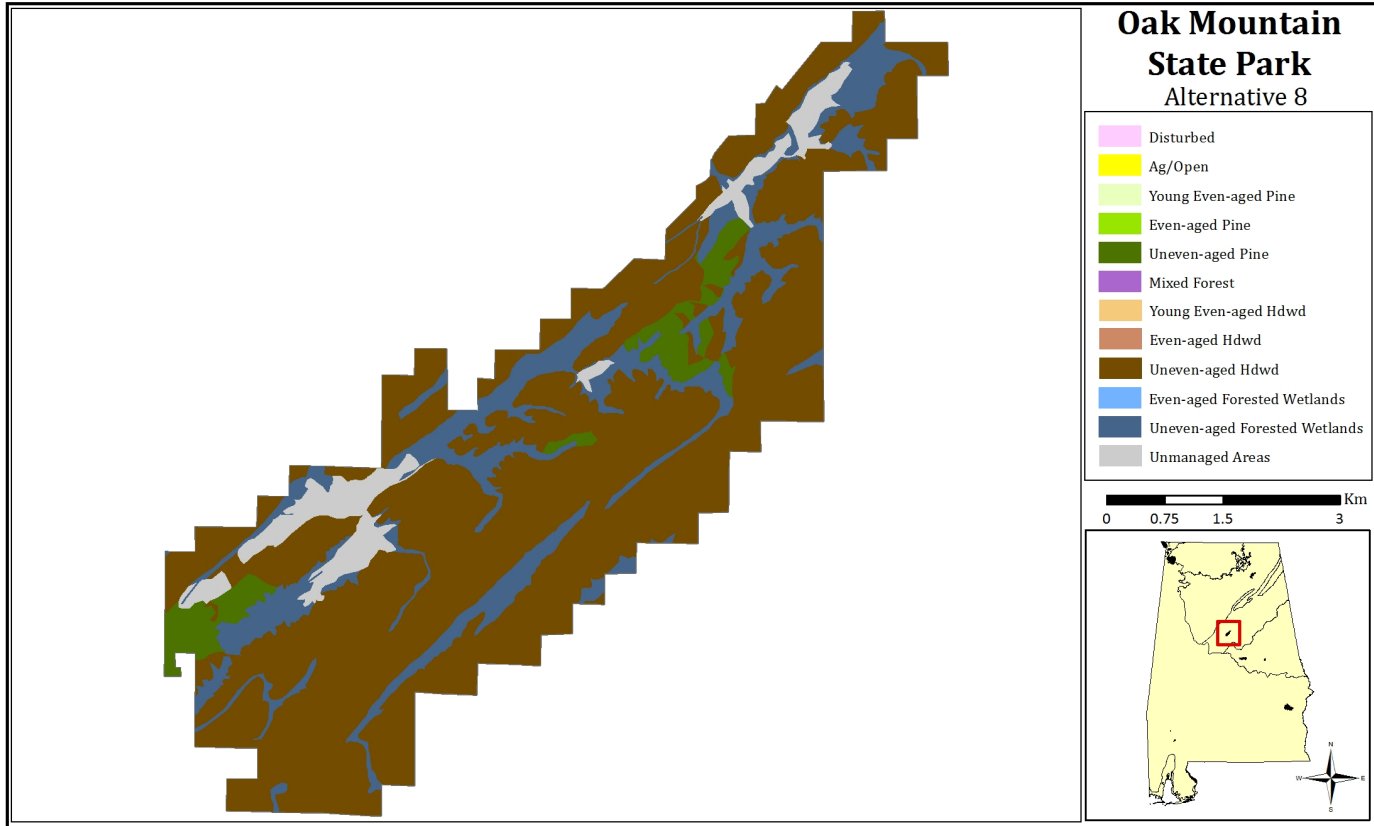 Oak Mountain
State Park
Alternative 8
Disturbed
Ag/Open
Young Even-aged Pine
Even-aged Pine
Uneven-aged Pine
Mixed Forest
Young Even-aged Hdwd
Even-aged Hdwd
Uneven-aged Hdwd
Even-aged Forested Wetlands
Uneven-aged Forested Wetlands
Unmanaged Areas
Km
0 0.75 1.5 3
N
W E
S